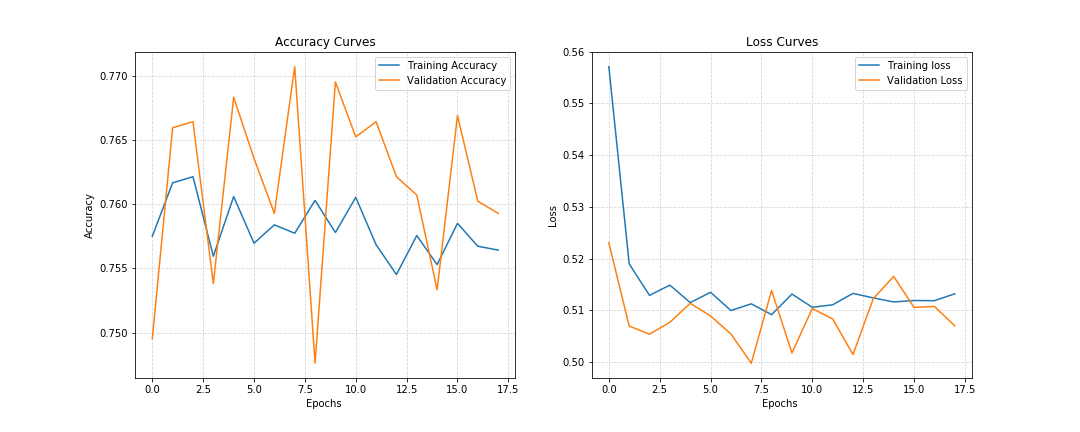 Accuracy Curves
Training Accuracy
Validation Accuracy
0.770
0.765
0.760
0.755
0.750
Accuracy
0.0 2.5 5.0 7.5 10.0 12.5 15.0 17.5
Epochs
Loss Curves
Training loss
Validation Loss
0.56
0.55
0.54
0.53
0.52
0.51
0.50
Loss
0.0 2.5 5.0 7.5 10.0 12.5 15.0 17.5
Epochs